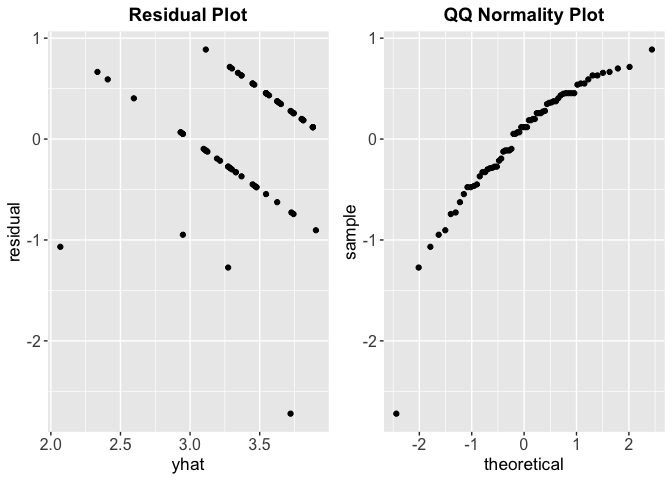 Residual Plot
1
0
-1
-2
residual
2.0 2.5 3.0 3.5
yhat
QQ Normality Plot
1
0
-1
-2
sample
-2 -1 0 1 2
theoretical